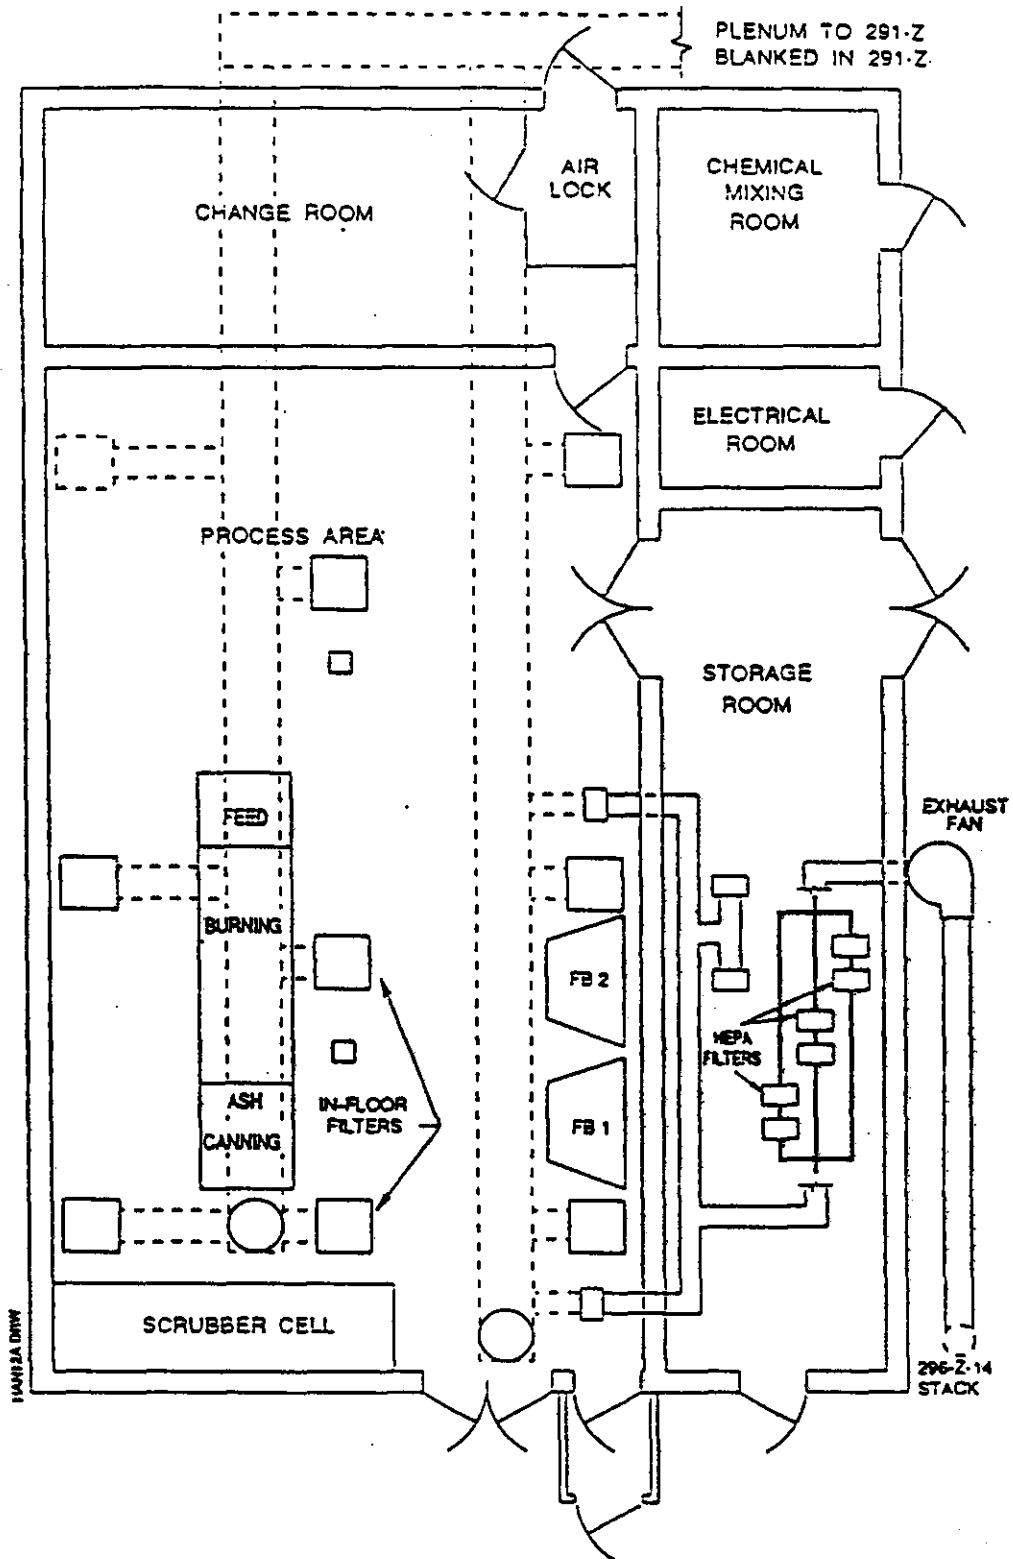 PLENUM TO 291-Z
BLANKED IN 291-Z
AIR
LOCK
CHEMICAL
MIXING
ROOM
CHANGE ROOM
ELECTRICAL
ROOM
PROCESS AREA
STORAGE
ROOM
FEED
EXHAUST
FAN
BURNING
FB 2
HEPA
FILTERS
ASH
CANNING
IN-FLOOR
FILTERS
FB 1
SCRUBBER CELL
296-Z-14
STACK